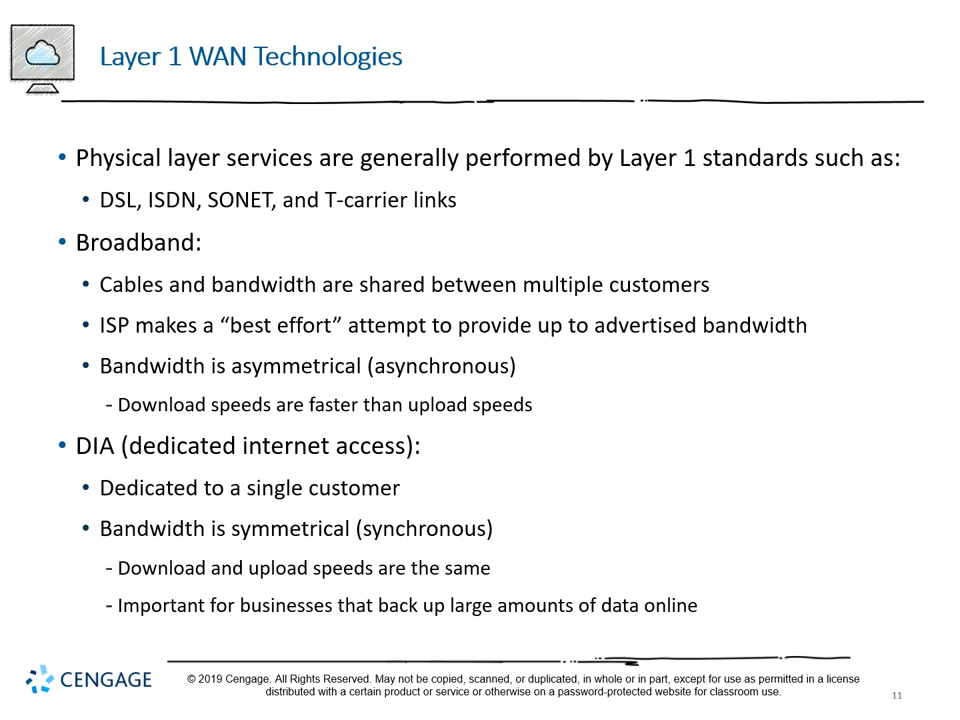 Layer 1 WAN Technologies
• Physical layer services are generally performed by Layer 1 standards such as:
• DSL, ISDN, SONET, and T-carrier links
• Broadband:
• Cables and bandwidth are shared between multiple customers
• ISP makes a “best effort” attempt to provide up to advertised bandwidth
• Bandwidth is asymmetrical (asynchronous)
- Download speeds are faster than upload speeds
• DIA (dedicated internet access):
• Dedicated to a single customer
• Bandwidth is symmetrical (synchronous)
- Download and upload speeds are the same
- Important for businesses that back up large amounts of data online
CENGAGE
© 2019 Cengage. All Rights Reserved. May not be copied, scanned, or duplicated, in whole or in part, except for use as permitted in a license
distributed with a certain product or service or otherwise on a password-protected website for classroom use.
11